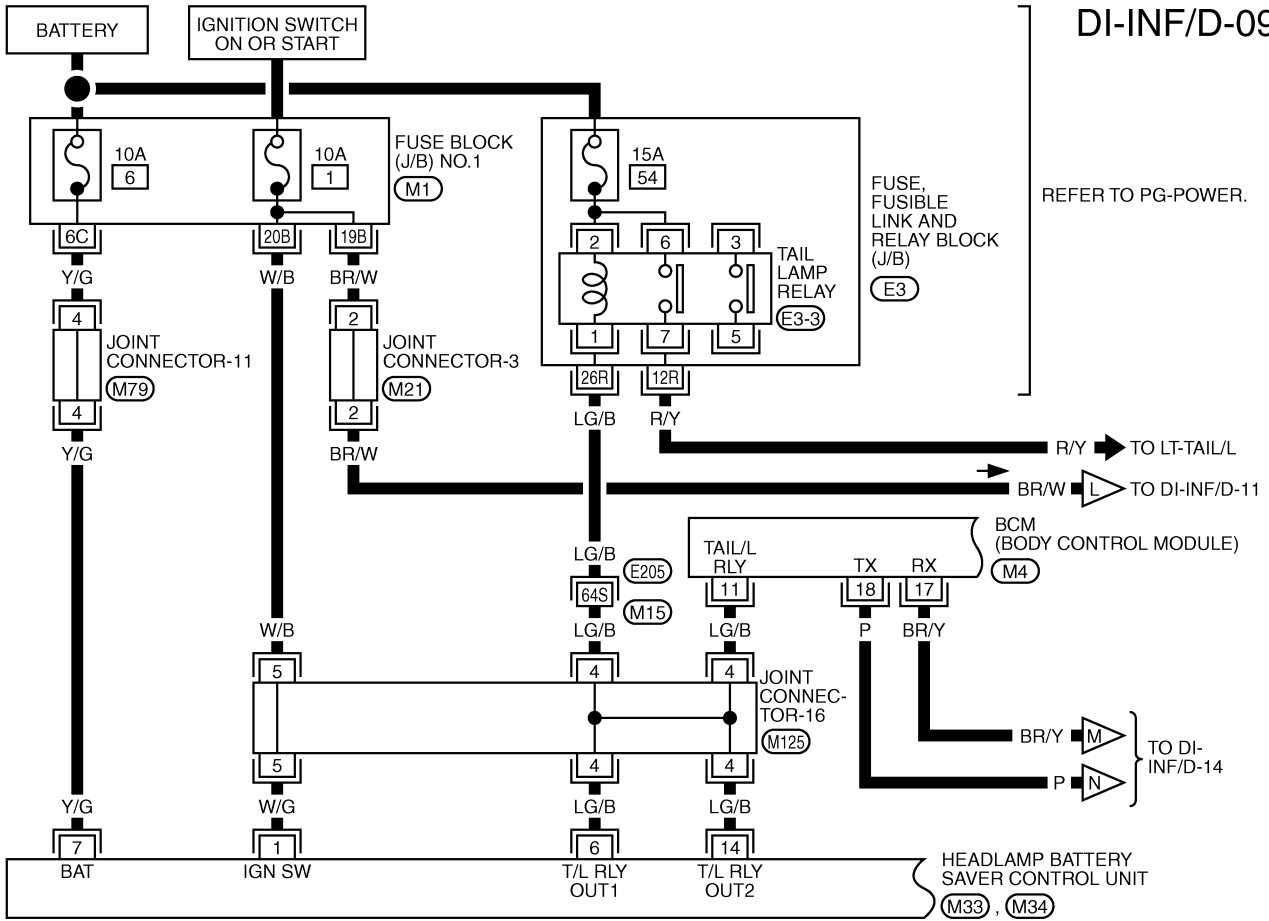 DI-INF/D-09
BATTERY
IGNITION SWITCH
ON OR START
10A
6
10A
1
FUSE BLOCK
(J/B) NO.1
M1
15A
54
FUSE,
FUSIBLE
LINK AND
RELAY BLOCK
(J/B)
E3
REFER TO PG-POWER.
6C
20B
19B
2
6
3
TAIL
LAMP
RELAY
E3-3
Y/G
W/B
BR/W
4
2
1
7
5
JOINT
CONNECTOR-11
M79
JOINT
CONNECTOR-3
M21
26R
12R
4
2
LG/B
R/Y
Y/G
BR/W
R/Y
TO LT-TAIL/L
BR/W
L
TO DI-INF/D-11
BCM
(BODY CONTROL MODULE)
M4
TAIL/L
RLY
TX
RX
LG/B
E205
64S
M15
11
18
17
W/B
LG/B
LG/B
P
BR/Y
5
4
4
JOINT
CONNEC-
TOR-16
M125
BR/Y
M
P
N
TO DI-
INF/D-14
5
4
4
Y/G
W/G
LG/B
LG/B
7
1
6
14
BAT
IGN SW
T/L RLY
OUT1
T/L RLY
OUT2
HEADLAMP BATTERY
SAVER CONTROL UNIT
M33 , M34